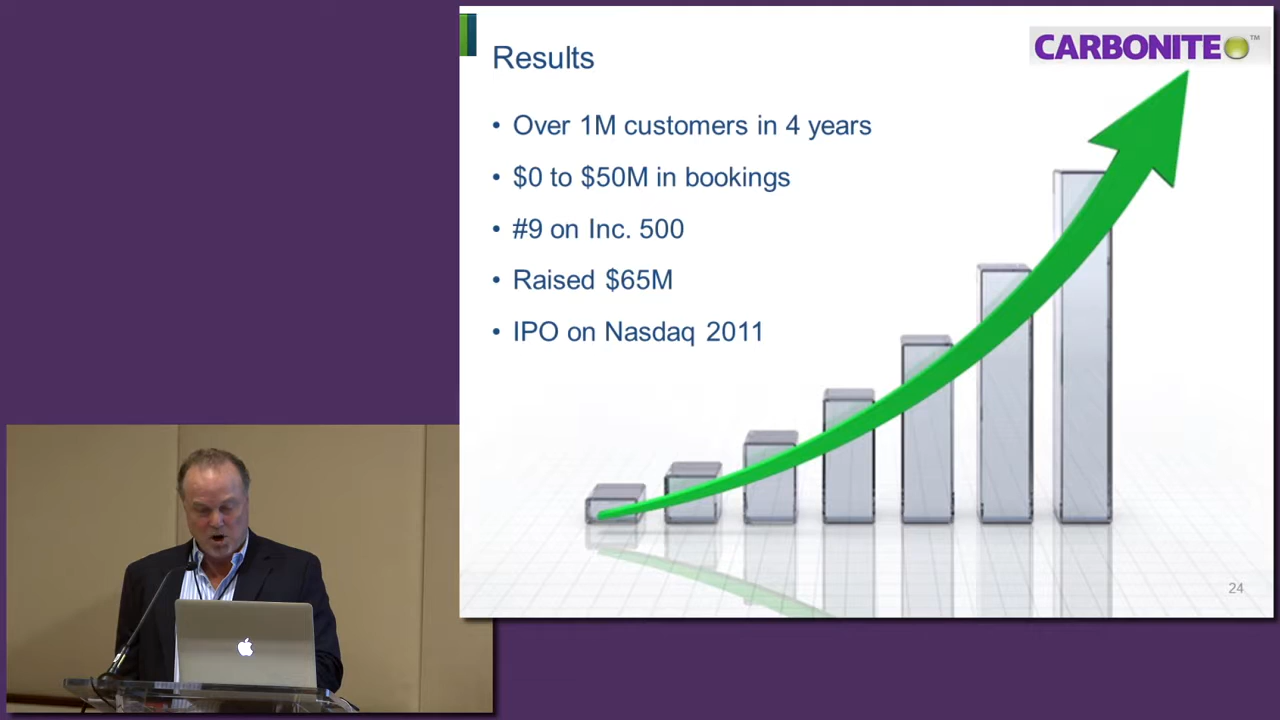 Results
CARBONITE™
• Over 1M customers in 4 years
• $0 to $50M in bookings
• #9 on Inc. 500
• Raised $65M
• IPO on Nasdaq 2011
24